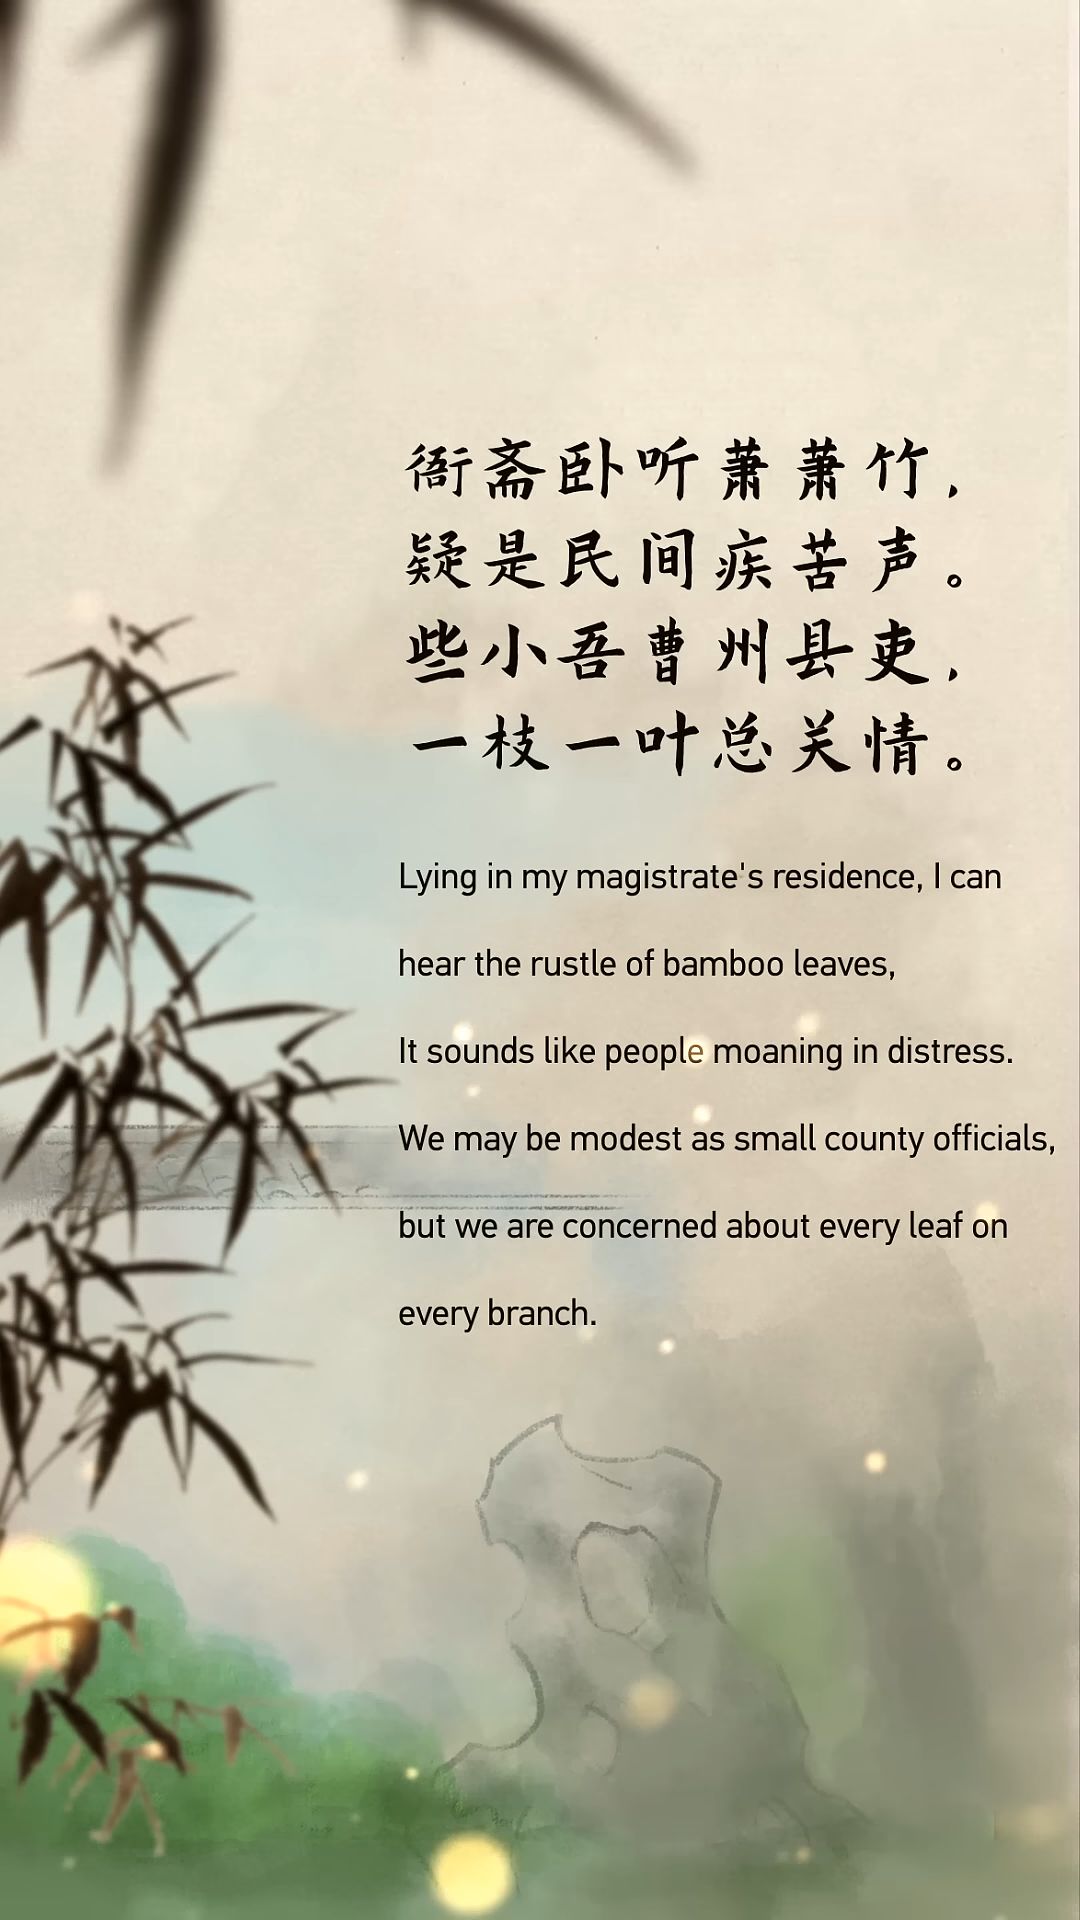 衙斋卧听萧萧竹，
疑是民间疾苦声。
些小吾曹州县吏，
一枝一叶总关情。
Lying in my magistrate's residence, I can
hear the rustle of bamboo leaves,
It sounds like people moaning in distress.
We may be modest as small county officials,
but we are concerned about every leaf on
every branch.